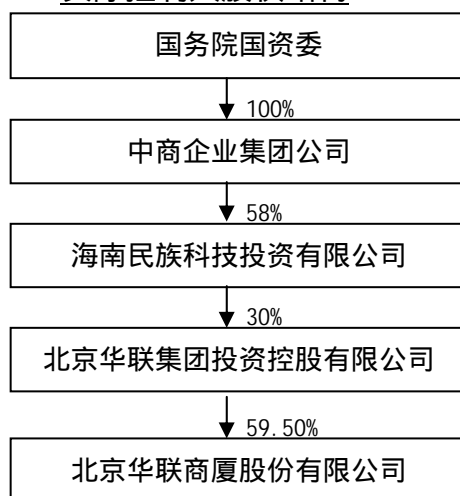 国务院国资委
100%
中商企业集团公司
58%
海南民族科技投资有限公司
30%
北京华联集团投资控股有限公司
59.50%
北京华联商厦股份有限公司